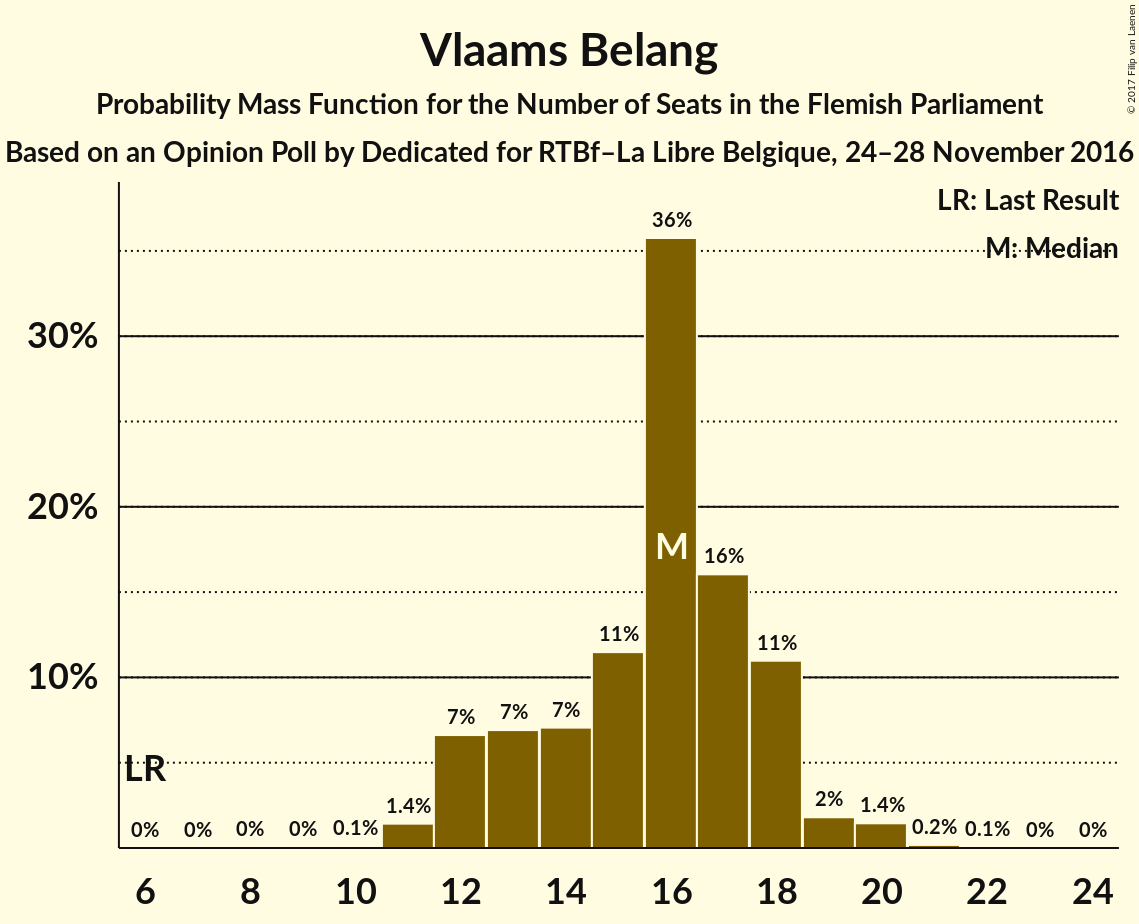 Vlaams Belang
Probability Mass Function for the Number of Seats in the Flemish Parliament
Based on an Opinion Poll by Dedicated for RTBf–La Libre Belgique, 24–28 November 2016
© 2017 Filip van Laenen
LR: Last Result
M: Median
30%
20%
10%
36%
M
16%
11%
11%
7%
7%
7%
LR
0%
0%
0%
0%
0.1%
1.4%
2%
1.4%
0.2%
0.1%
0%
0%
6 8 10 12 14 16 18 20 22 24